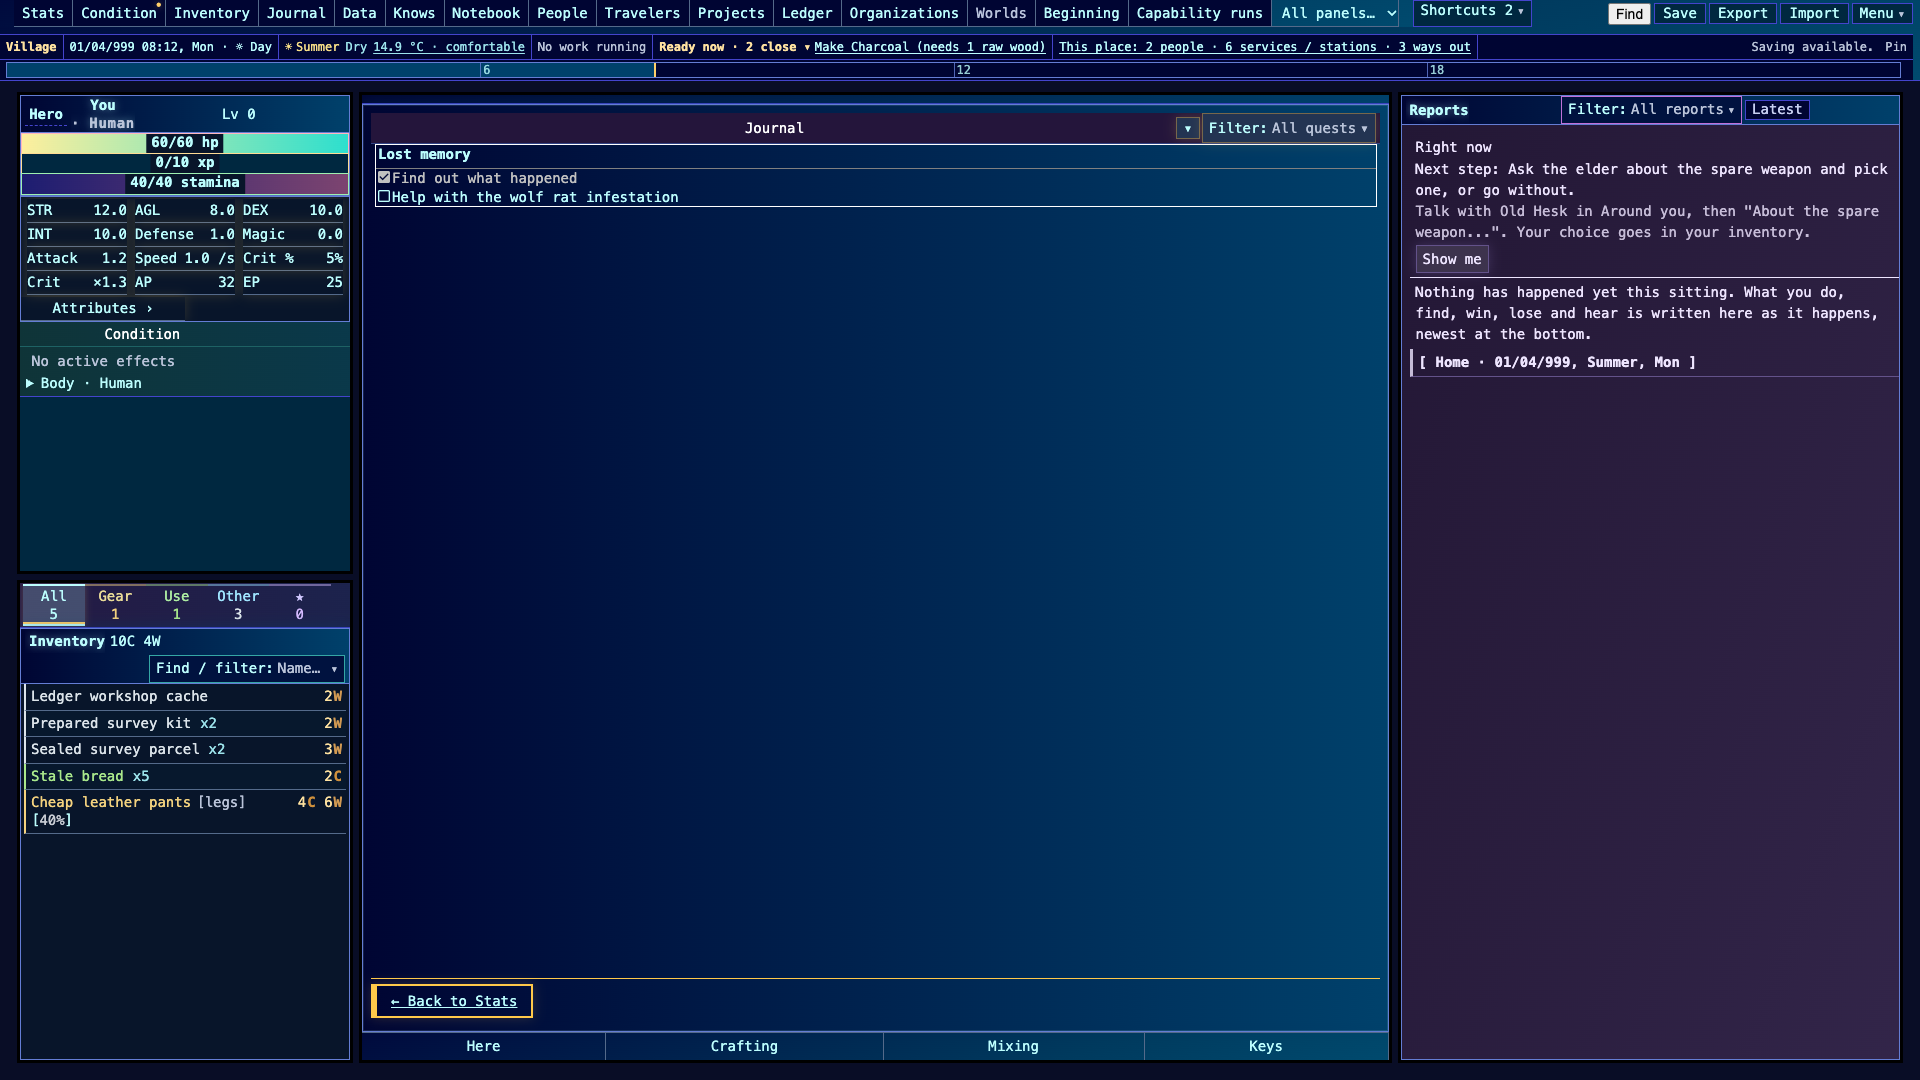 Stats Condition Inventory Journal Data Knows Notebook People Travelers Projects Ledger Organizations Worlds Beginning Capability runs All panels… Shortcuts 2 ▾ Find Save Export Import Menu ▾
Village 01/04/999 08:12, Mon · ☀ Day ☀ Summer Dry 14.9 °C · comfortable No work running Ready now · 2 close ▾ Make Charcoal (needs 1 raw wood) This place: 2 people · 6 services / stations · 3 ways out Saving available. Pin
6 12 18
Hero · You Human Lv 0
60/60 hp
0/10 xp
40/40 stamina
STR 12.0 AGL 8.0 DEX 10.0
INT 10.0 Defense 1.0 Magic 0.0
Attack 1.2 Speed 1.0 /s Crit % 5%
Crit ×1.3 AP 32 EP 25
Attributes ›
Condition
No active effects
▶ Body · Human
All 5 Gear 1 Use 1 Other 3 ★ 0
Inventory 10C 4W
Find / filter: Name… ▾
Ledger workshop cache 2W
Prepared survey kit x2 2W
Sealed survey parcel x2 3W
Stale bread x5 2C
Cheap leather pants [legs] 4C 6W
[40%]
Journal ▾ Filter: All quests ▾
Lost memory
Find out what happened
Help with the wolf rat infestation
← Back to Stats
Here Crafting Mixing Keys
Reports Filter: All reports ▾ Latest
Right now
Next step: Ask the elder about the spare weapon and pick
one, or go without.
Talk with Old Hesk in Around you, then "About the spare
weapon...". Your choice goes in your inventory.
Show me
Nothing has happened yet this sitting. What you do,
find, win, lose and hear is written here as it happens,
newest at the bottom.
[ Home · 01/04/999, Summer, Mon ]